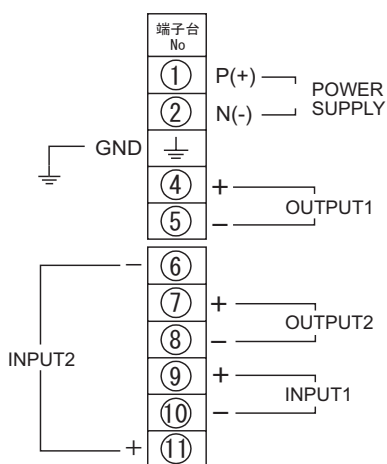 端子台
No
① P(+)
② N(-)
POWER
SUPPLY
GND
④ +
⑤ −
OUTPUT1
− ⑥
⑦ +
⑧ −
OUTPUT2
INPUT2
⑨ +
⑩ −
INPUT1
+ ⑪